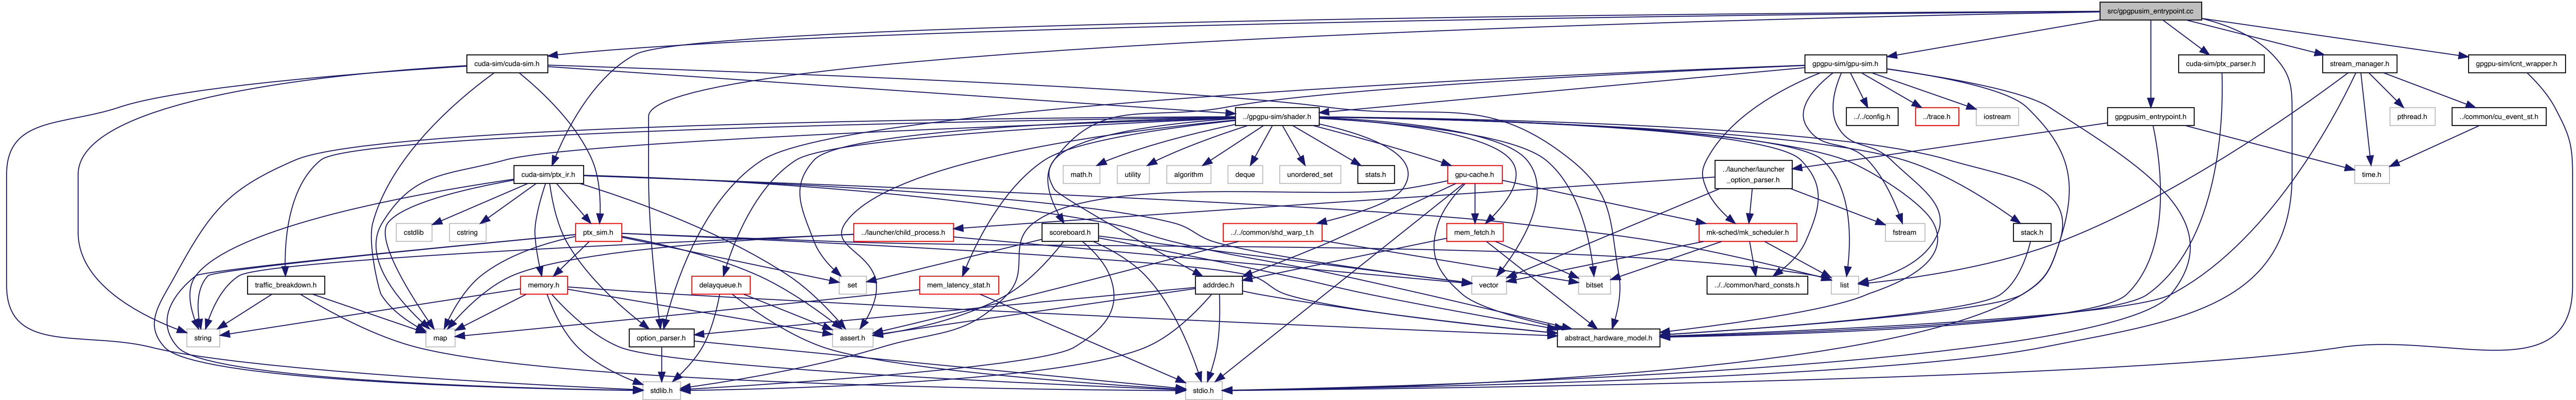 src/gpgpusim_entrypoint.cc
cuda-sim/cuda-sim.h
gpgpu-sim/gpu-sim.h
cuda-sim/ptx_parser.h
stream_manager.h
gpgpu-sim/icnt_wrapper.h
../gpgpu-sim/shader.h
../../config.h
../trace.h
iostream
gpgpusim_entrypoint.h
pthread.h
../common/cu_event_st.h
cuda-sim/ptx_ir.h
math.h
utility
algorithm
deque
unordered_set
stats.h
gpu-cache.h
../launcher/launcher
_option_parser.h
time.h
cstdlib
cstring
ptx_sim.h
../launcher/child_process.h
scoreboard.h
../../common/shd_warp_t.h
mem_fetch.h
mk-sched/mk_scheduler.h
fstream
stack.h
traffic_breakdown.h
memory.h
delayqueue.h
set
mem_latency_stat.h
addrdec.h
vector
bitset
../../common/hard_consts.h
list
string
map
option_parser.h
assert.h
abstract_hardware_model.h
stdlib.h
stdio.h